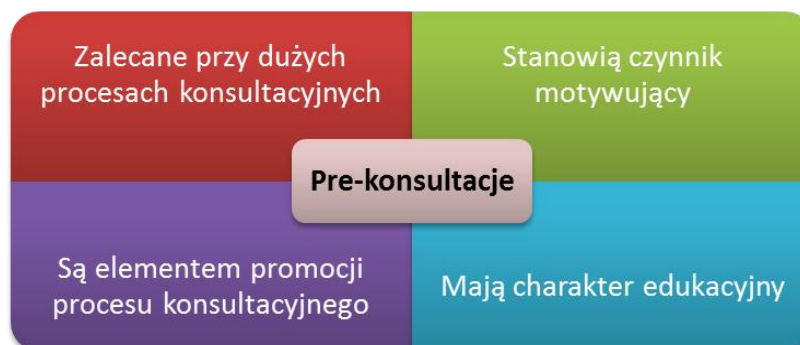 Zalecane przy dużych
procesach konsultacyjnych
Stanowią czynnik
motywujący
Pre-konsultacje
Są elementem promocji
procesu konsultacyjnego
Mają charakter edukacyjny